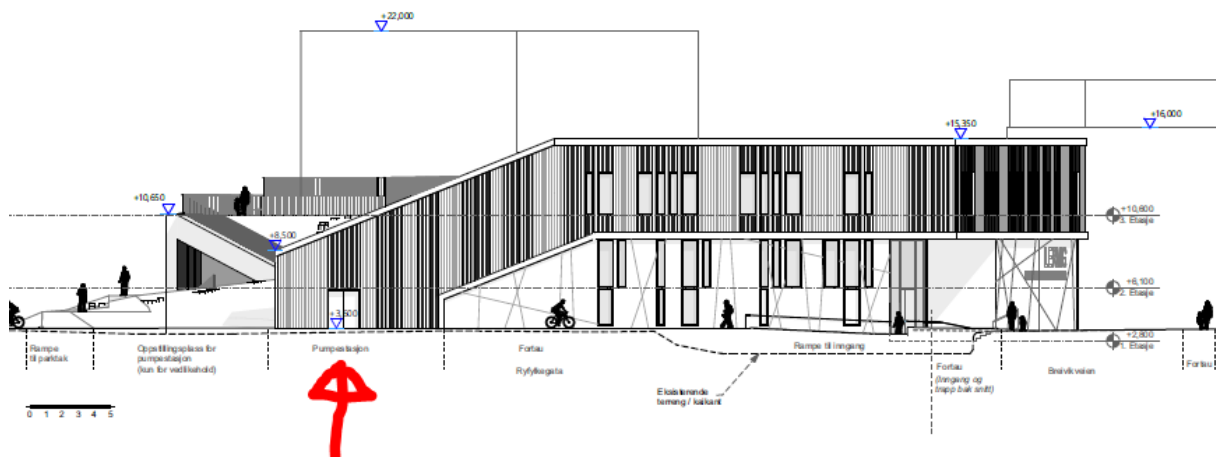 +22,000
+16,000
+15,350
+10,650
+10,600
3. Etasje
+8,500
+6,100
2. Etasje
+3,600
+2,800
1. Etasje
Rampe
til parktak
Oppstillingsplass for
pumpestasjon
(kun for vedlikehold)
Pumpestasjon
Fortau
Ryfylkegata
Rampe til inngang
Eksisterende
terreng / kaikant
Fortau
(Inngang og
trapp bak snitt)
Breivikveien
Fortau
0 1 2 3 4 5